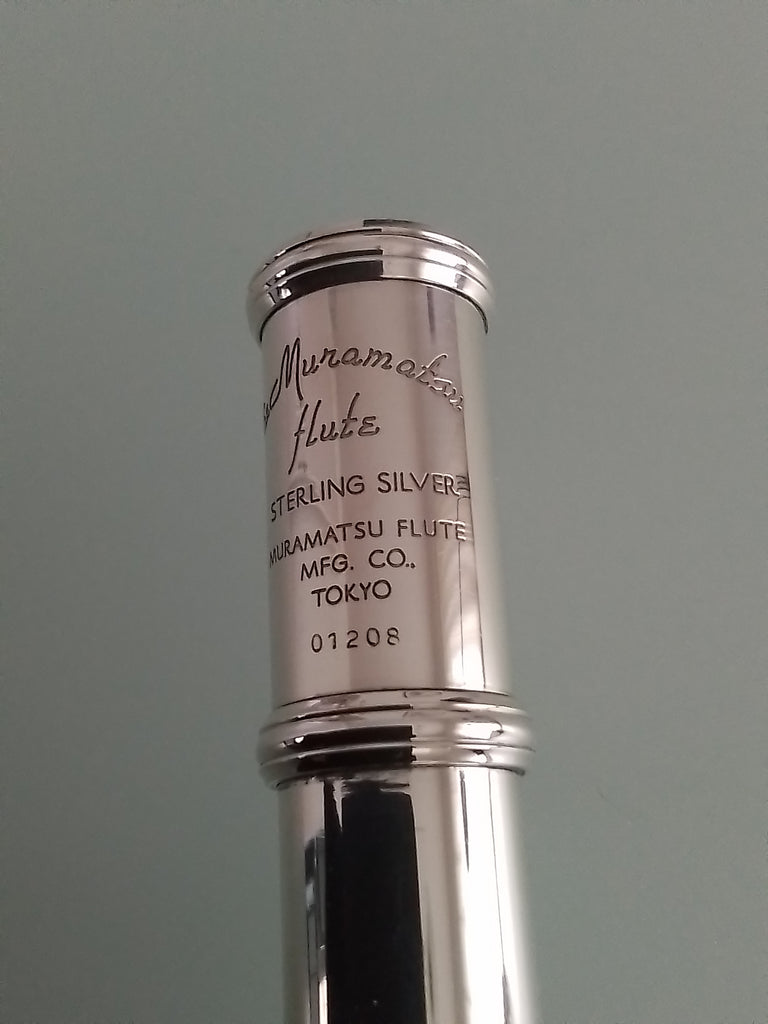 Muramatsu
flute
STERLING SILVER
MURAMATSU FLUTE
MFG. CO.,
TOKYO
01208